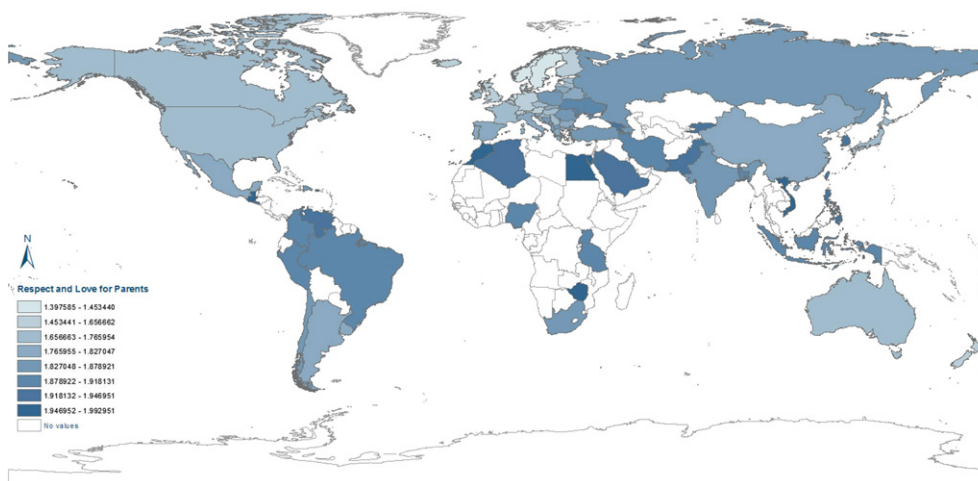 N
Respect and Love for Parents
1.397585 - 1.453440
1.453441 - 1.656662
1.656663 - 1.765954
1.765955 - 1.827047
1.827048 - 1.878921
1.878922 - 1.918131
1.918132 - 1.946951
1.946952 - 1.992951
No values